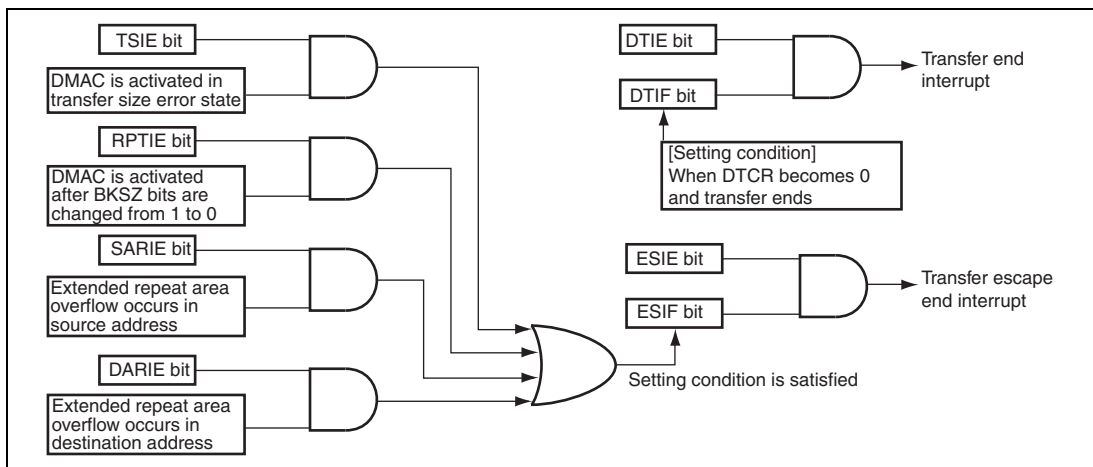 TSIE bit
DMAC is activated in
transfer size error state
RPTIE bit
DMAC is activated
after BKSZ bits are
changed from 1 to 0
SARIE bit
Extended repeat area
overflow occurs in
source address
DARIE bit
Extended repeat area
overflow occurs in
destination address
DTIE bit
DTIF bit
Transfer end
interrupt
[Setting condition]
When DTCR becomes 0
and transfer ends
ESIE bit
ESIF bit
Transfer escape
end interrupt
Setting condition is satisfied